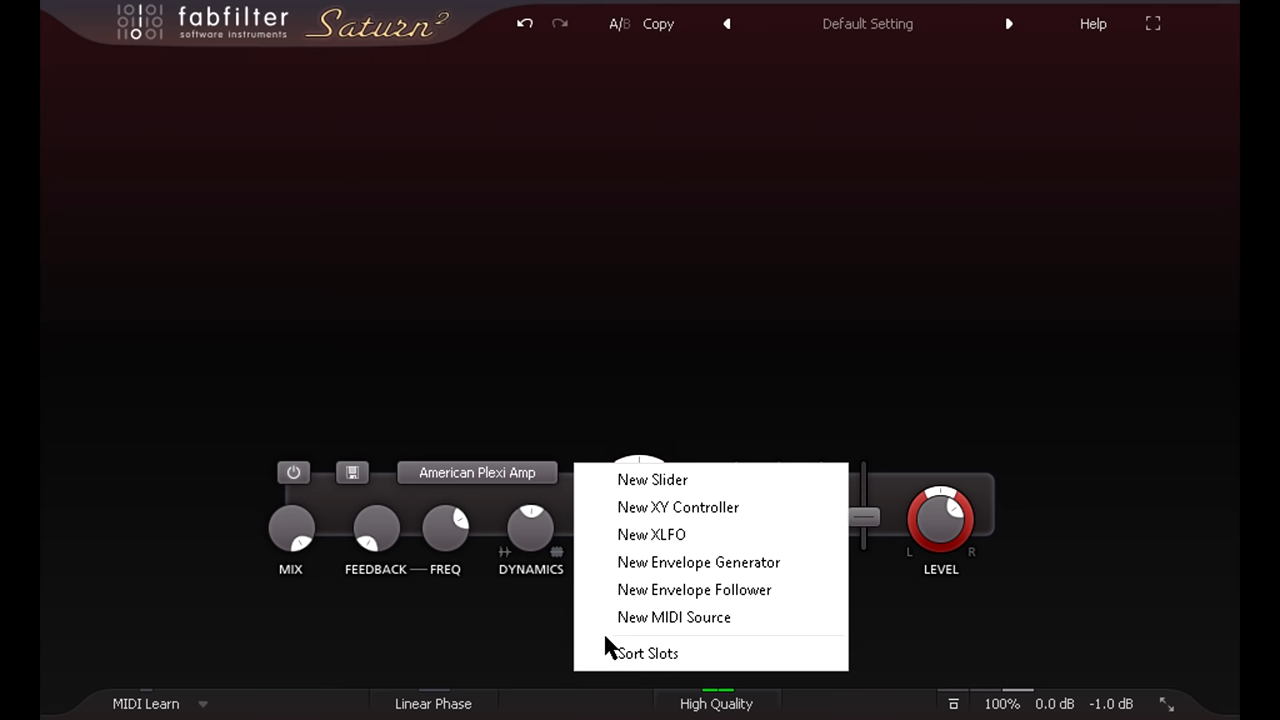 fabfilter
software instruments
Saturn 2
A/B Copy
Default Setting
Help
American Plexi Amp
MIX
FEEDBACK
FREQ
DYNAMICS
New Slider
New XY Controller
New XLFO
New Envelope Generator
New Envelope Follower
New MIDI Source
Sort Slots
L
R
LEVEL
MIDI Learn
Linear Phase
High Quality
100%
0.0 dB
-1.0 dB